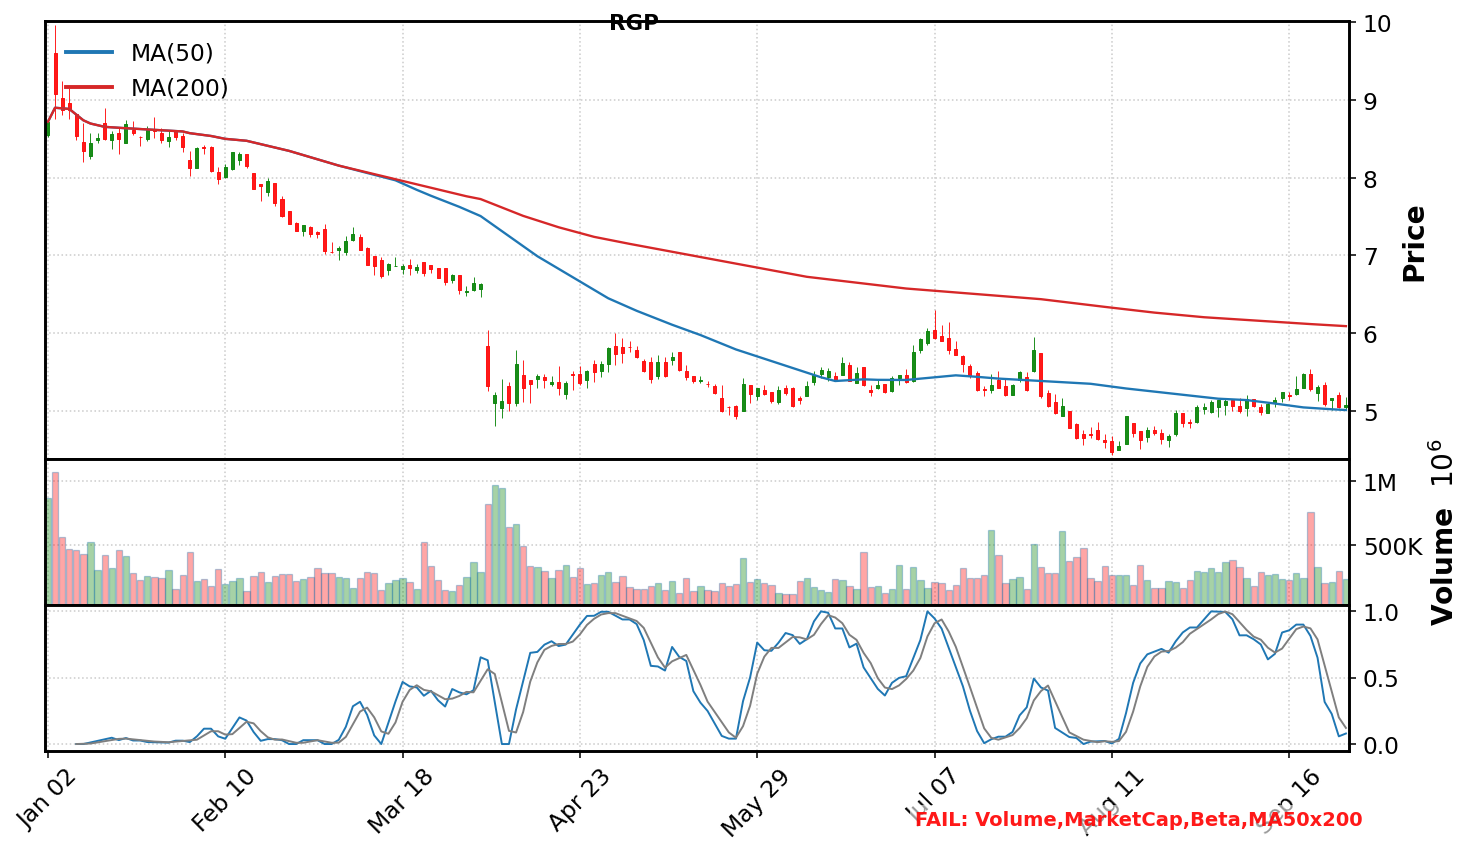 RGP
MA(50)
MA(200)
10
9
8
7
6
5
Price
1M
500K
Volume 10^6
1.0
0.5
0.0
Jan 02
Feb 10
Mar 18
Apr 23
May 29
Jul 07
Aug 11
Sep 16
FAIL: Volume,MarketCap,Beta,MA50x200